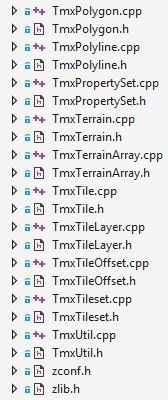 TmxPolygon.cpp
TmxPolygon.h
TmxPolyline.cpp
TmxPolyline.h
TmxPropertySet.cpp
TmxPropertySet.h
TmxTerrain.cpp
TmxTerrain.h
TmxTerrainArray.cpp
TmxTerrainArray.h
TmxTile.cpp
TmxTile.h
TmxTileLayer.cpp
TmxTileLayer.h
TmxTileOffset.cpp
TmxTileOffset.h
TmxTileset.cpp
TmxTileset.h
TmxUtil.cpp
TmxUtil.h
zconf.h
zlib.h